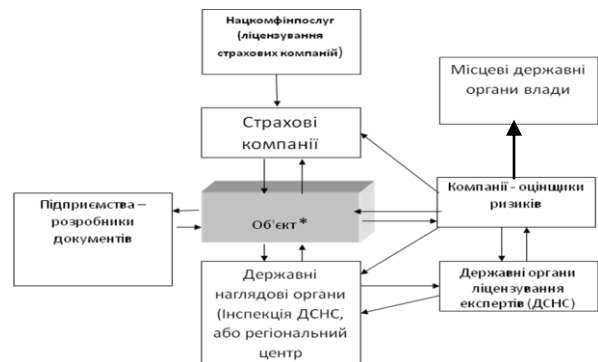 Нацкомфінпослуг
(ліцензування
страхових компаній)
Місцеві державні
органи влади
Страхові
компанії
Компанії - оцінщики
ризиків
Підприємства –
розробники
документів
Об'єкт *
Державні
наглядові органи
(Інспекція ДСНС,
або регіональний
центр
Державні органи
ліцензування
експертів (ДСНС)